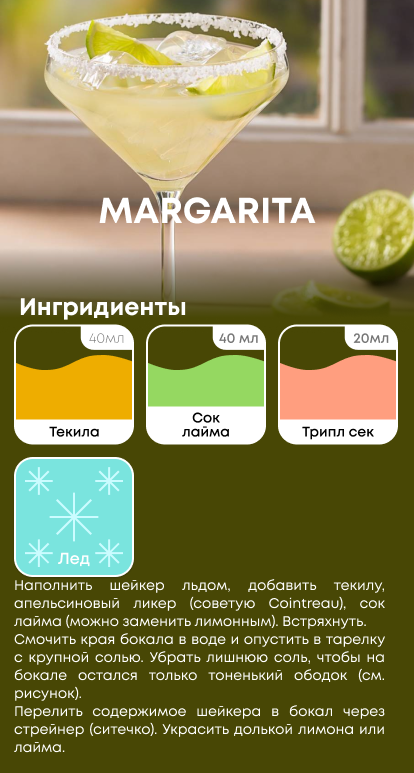 MARGARITA
Ингридиенты
40мл
40 мл
20мл
Текила
Сок
лайма
Трипл сек
Лед
Наполнить шейкер льдом, добавить текилу,
апельсиновый ликер (советую Cointreau), сок
лайма (можно заменить лимонным). Встряхнуть.
Смочить края бокала в воде и опустить в тарелку
с крупной солью. Убрать лишнюю соль, чтобы на
бокале остался только тоненький ободок (см.
рисунок).
Перелить содержимое шейкера в бокал через
стрейнер (ситечко). Украсить долькой лимона или
лайма.